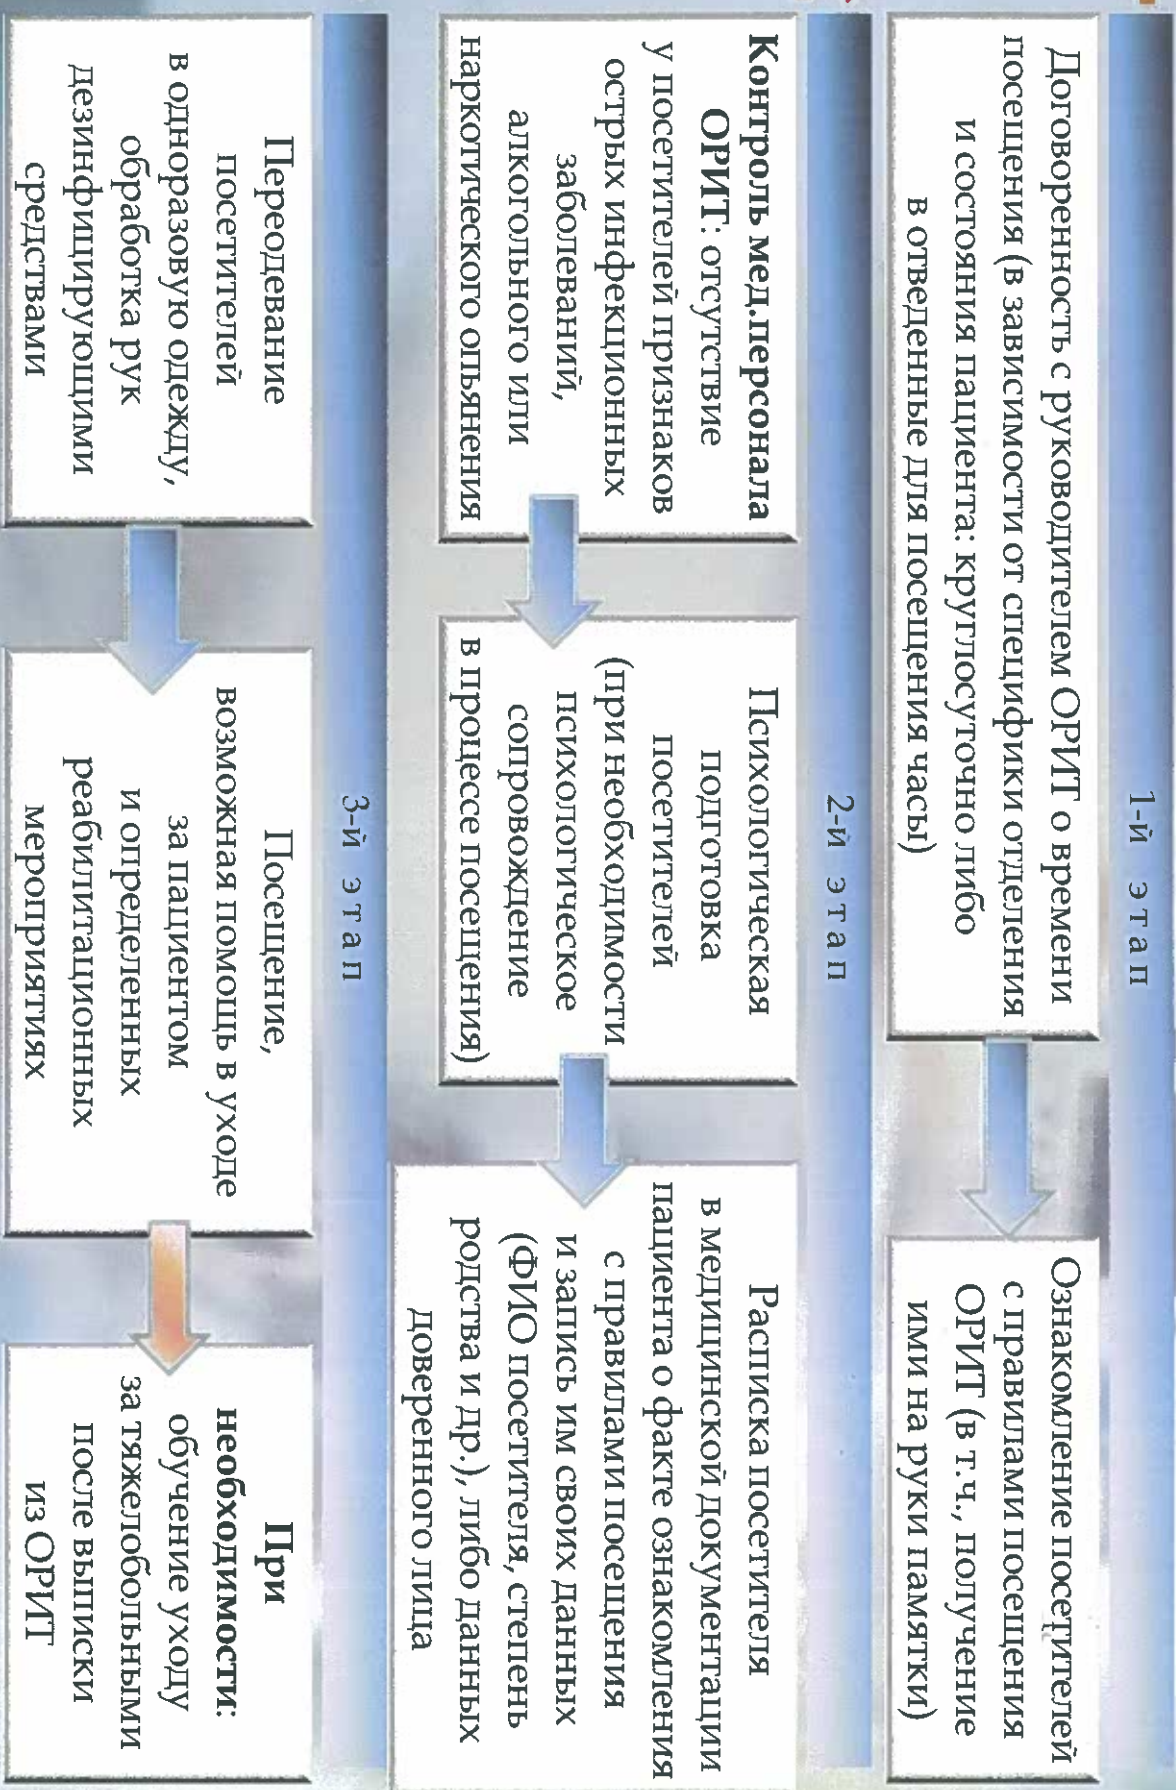 1-й этап
Договоренность с руководителем ОРИТ о времени
посещения (в зависимости от специфики отделения
и состояния пациента: круглосуточно либо
в отведенные для посещения часы)
Ознакомление посетителей
с правилами посещения
ОРИТ (в т.ч., получение
ими на руки памятки)
2-й этап
Контроль мед.персонала
ОРИТ: отсутствие
у посетителей признаков
острых инфекционных
заболеваний,
алкогольного или
наркотического опьянения
Психологическая
подготовка
посетителей
(при необходимости
психологическое
сопровождение
в процессе посещения)
Расписка посетителя
в медицинской документации
пациента о факте ознакомления
с правилами посещения
и запись им своих данных
(ФИО посетителя, степень
родства и др.), либо данных
доверенного лица
3-й этап
Переодевание
посетителей
в одноразовую одежду,
обработка рук
дезинфицирующими
средствами
Посещение,
возможная помощь в уходе
за пациентом
и определенных
реабилитационных
мероприятиях
При
необходимости:
обучение уходу
за тяжелобольными
после выписки
из ОРИТ